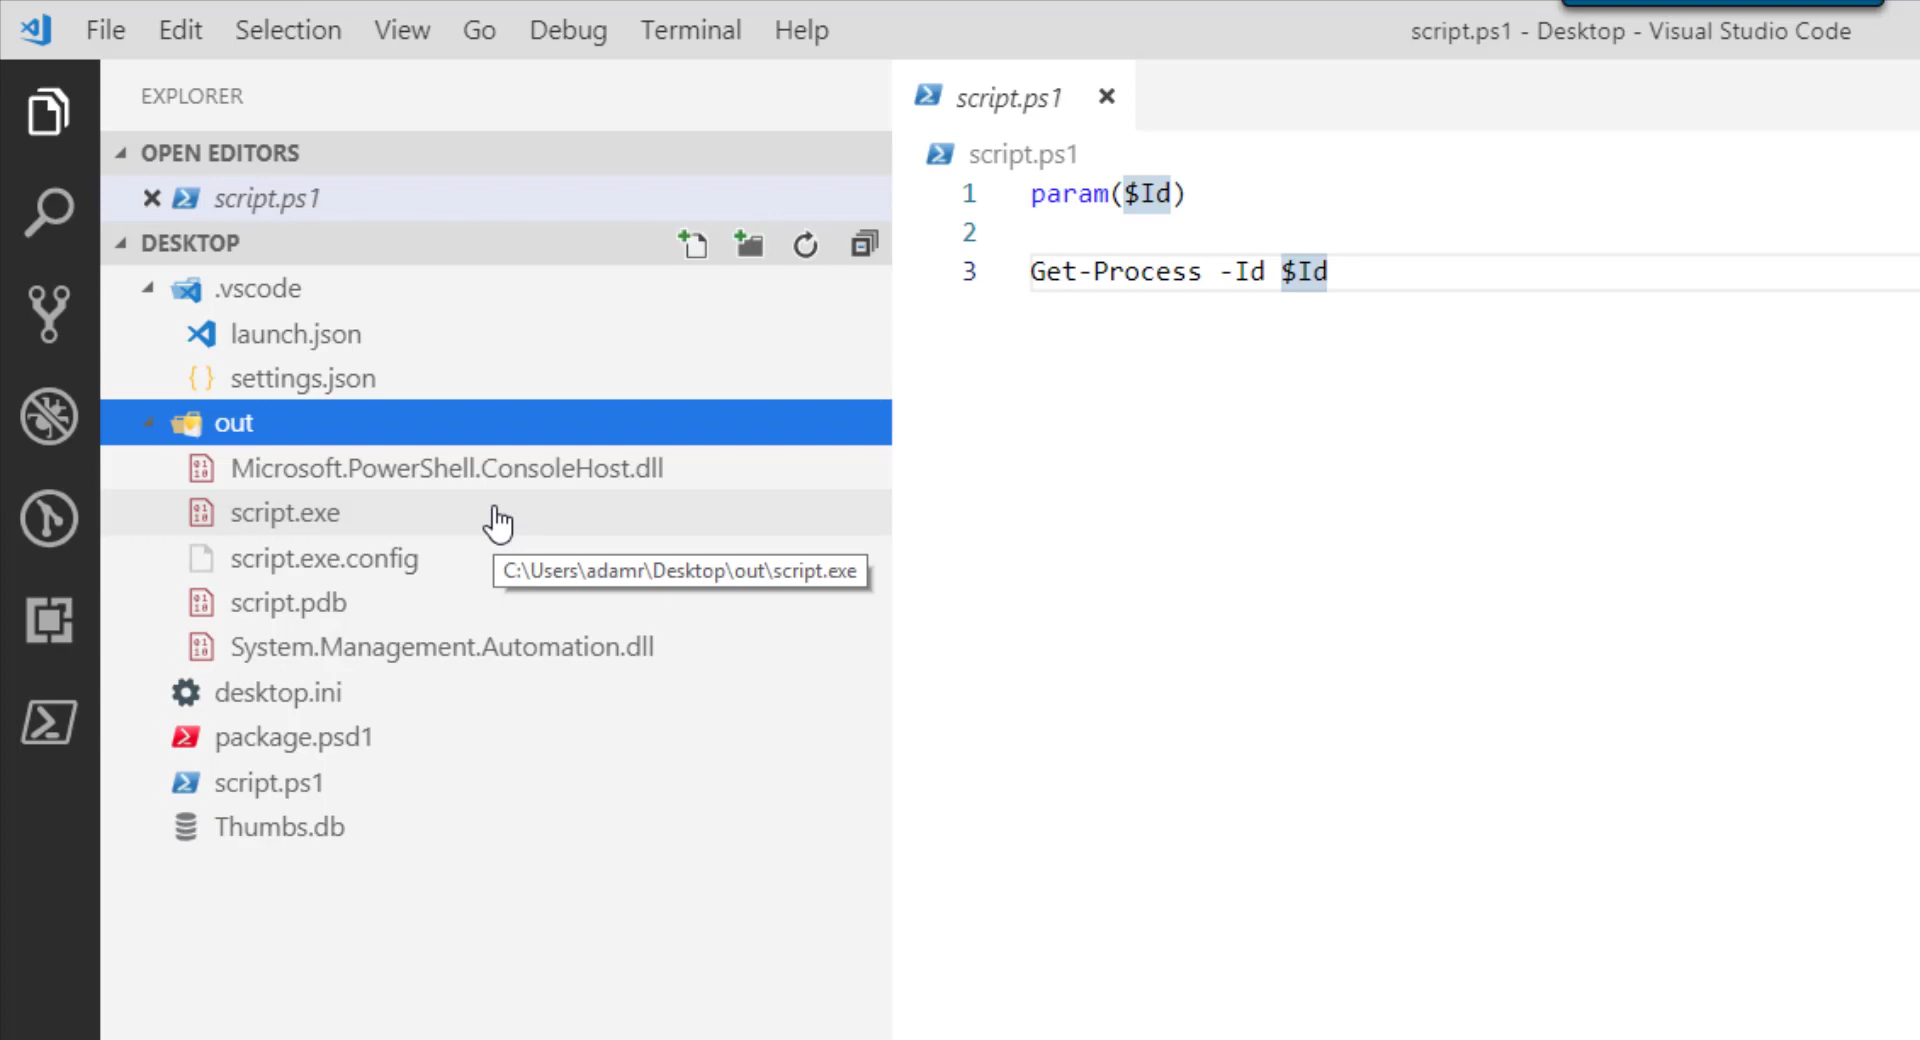 File Edit Selection View Go Debug Terminal Help
script.ps1 - Desktop - Visual Studio Code
EXPLORER
OPEN EDITORS
script.ps1
DESKTOP
.vscode
launch.json
settings.json
out
Microsoft.PowerShell.ConsoleHost.dll
script.exe
script.exe.config
C:\Users\adamr\Desktop\out\script.exe
script.pdb
System.Management.Automation.dll
desktop.ini
package.psd1
script.ps1
Thumbs.db
script.ps1
script.ps1
1 param($Id)
2
3 Get-Process -Id $Id